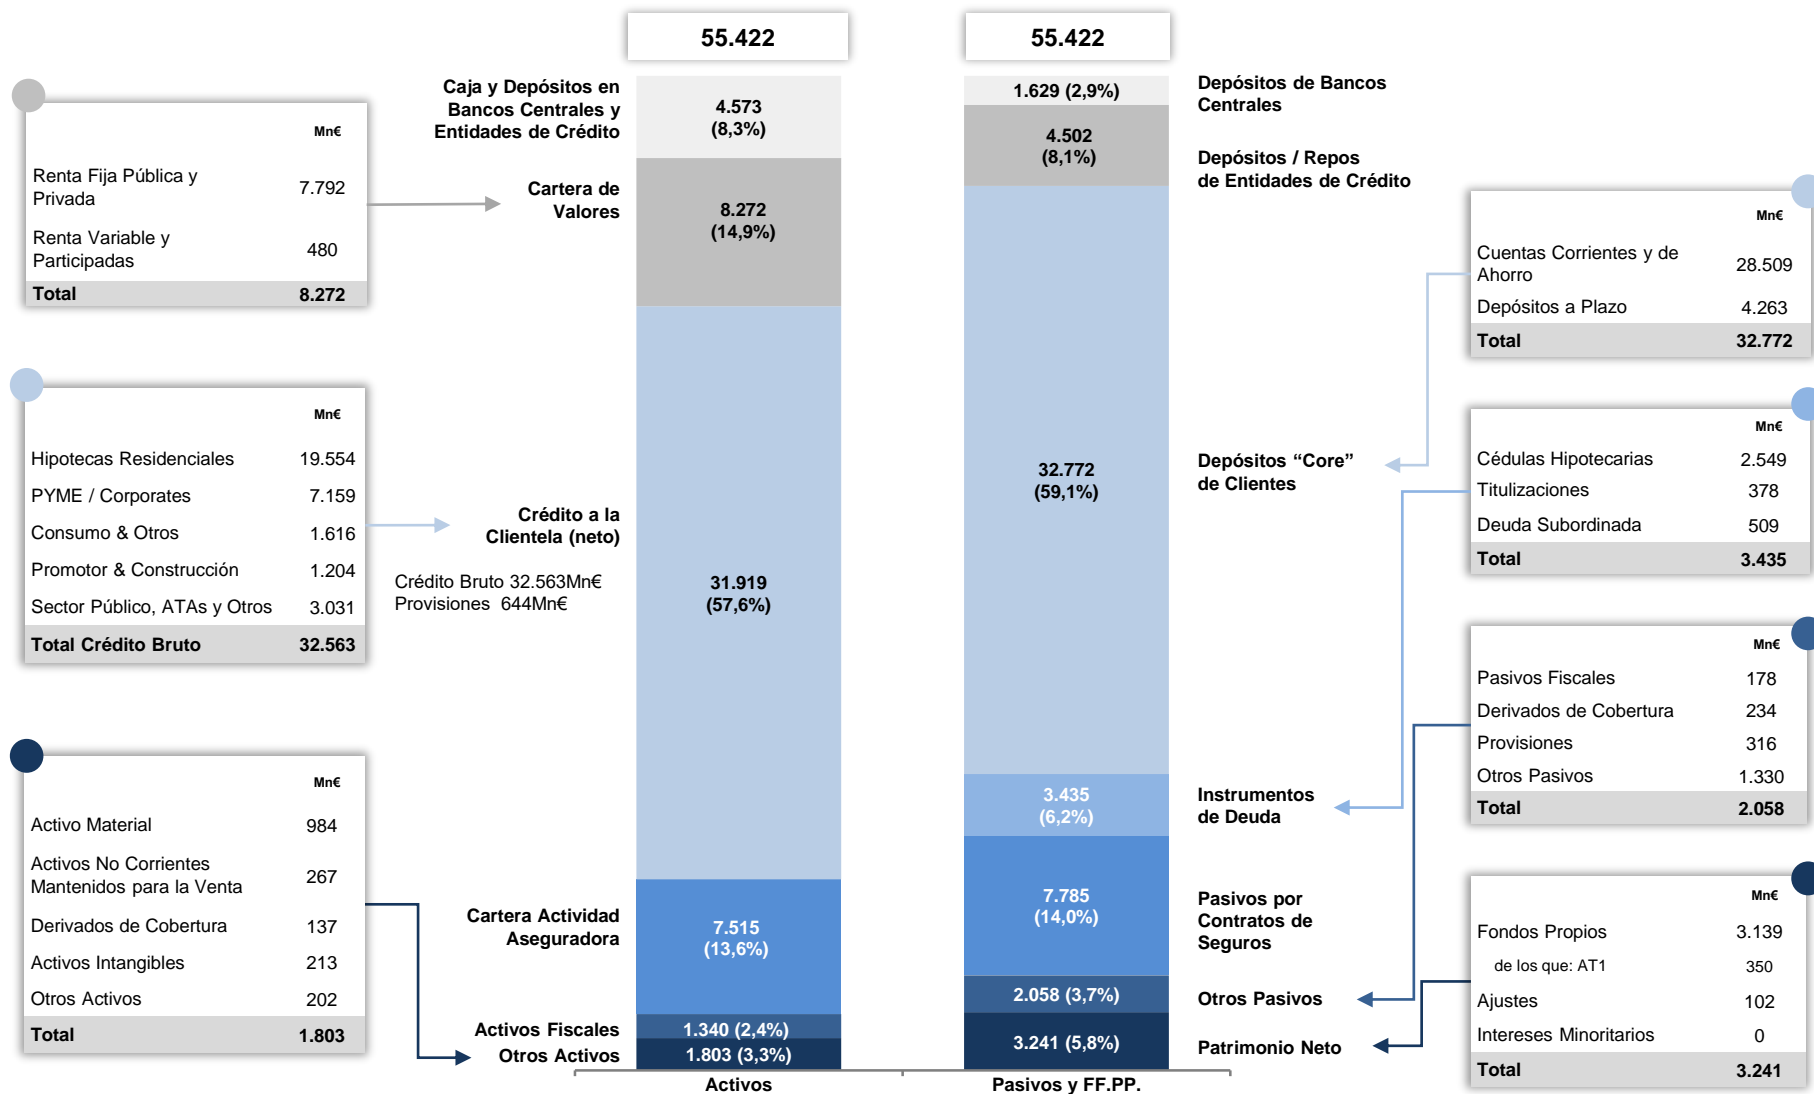 55.422
55.422
Mn€
Renta Fija Pública y
Privada
7.792
Renta Variable y
Participadas
480
Total 8.272
Mn€
Hipotecas Residenciales 19.554
PYME / Corporates 7.159
Consumo & Otros 1.616
Promotor & Construcción 1.204
Sector Público, ATAs y Otros 3.031
Total Crédito Bruto 32.563
Mn€
Activo Material 984
Activos No Corrientes
Mantenidos para la Venta
267
Derivados de Cobertura 137
Activos Intangibles 213
Otros Activos 202
Total 1.803
Caja y Depósitos en
Bancos Centrales y
Entidades de Crédito
Cartera de
Valores
Crédito a la
Clientela (neto)
Crédito Bruto 32.563Mn€
Provisiones 644Mn€
Cartera Actividad
Aseguradora
Activos Fiscales
Otros Activos
4.573
(8,3%)
8.272
(14,9%)
31.919
(57,6%)
7.515
(13,6%)
1.340 (2,4%)
1.803 (3,3%)
Activos
1.629 (2,9%)
4.502
(8,1%)
32.772
(59,1%)
3.435
(6,2%)
7.785
(14,0%)
2.058 (3,7%)
3.241 (5,8%)
Pasivos y FF.PP.
Depósitos de Bancos
Centrales
Depósitos / Repos
de Entidades de Crédito
Depósitos “Core”
de Clientes
Instrumentos
de Deuda
Pasivos por
Contratos de
Seguros
Otros Pasivos
Patrimonio Neto
Mn€
Cuentas Corrientes y de
Ahorro
28.509
Depósitos a Plazo 4.263
Total 32.772
Mn€
Cédulas Hipotecarias 2.549
Titulizaciones 378
Deuda Subordinada 509
Total 3.435
Mn€
Pasivos Fiscales 178
Derivados de Cobertura 234
Provisiones 316
Otros Pasivos 1.330
Total 2.058
Mn€
Fondos Propios 3.139
de los que: AT1 350
Ajustes 102
Intereses Minoritarios 0
Total 3.241